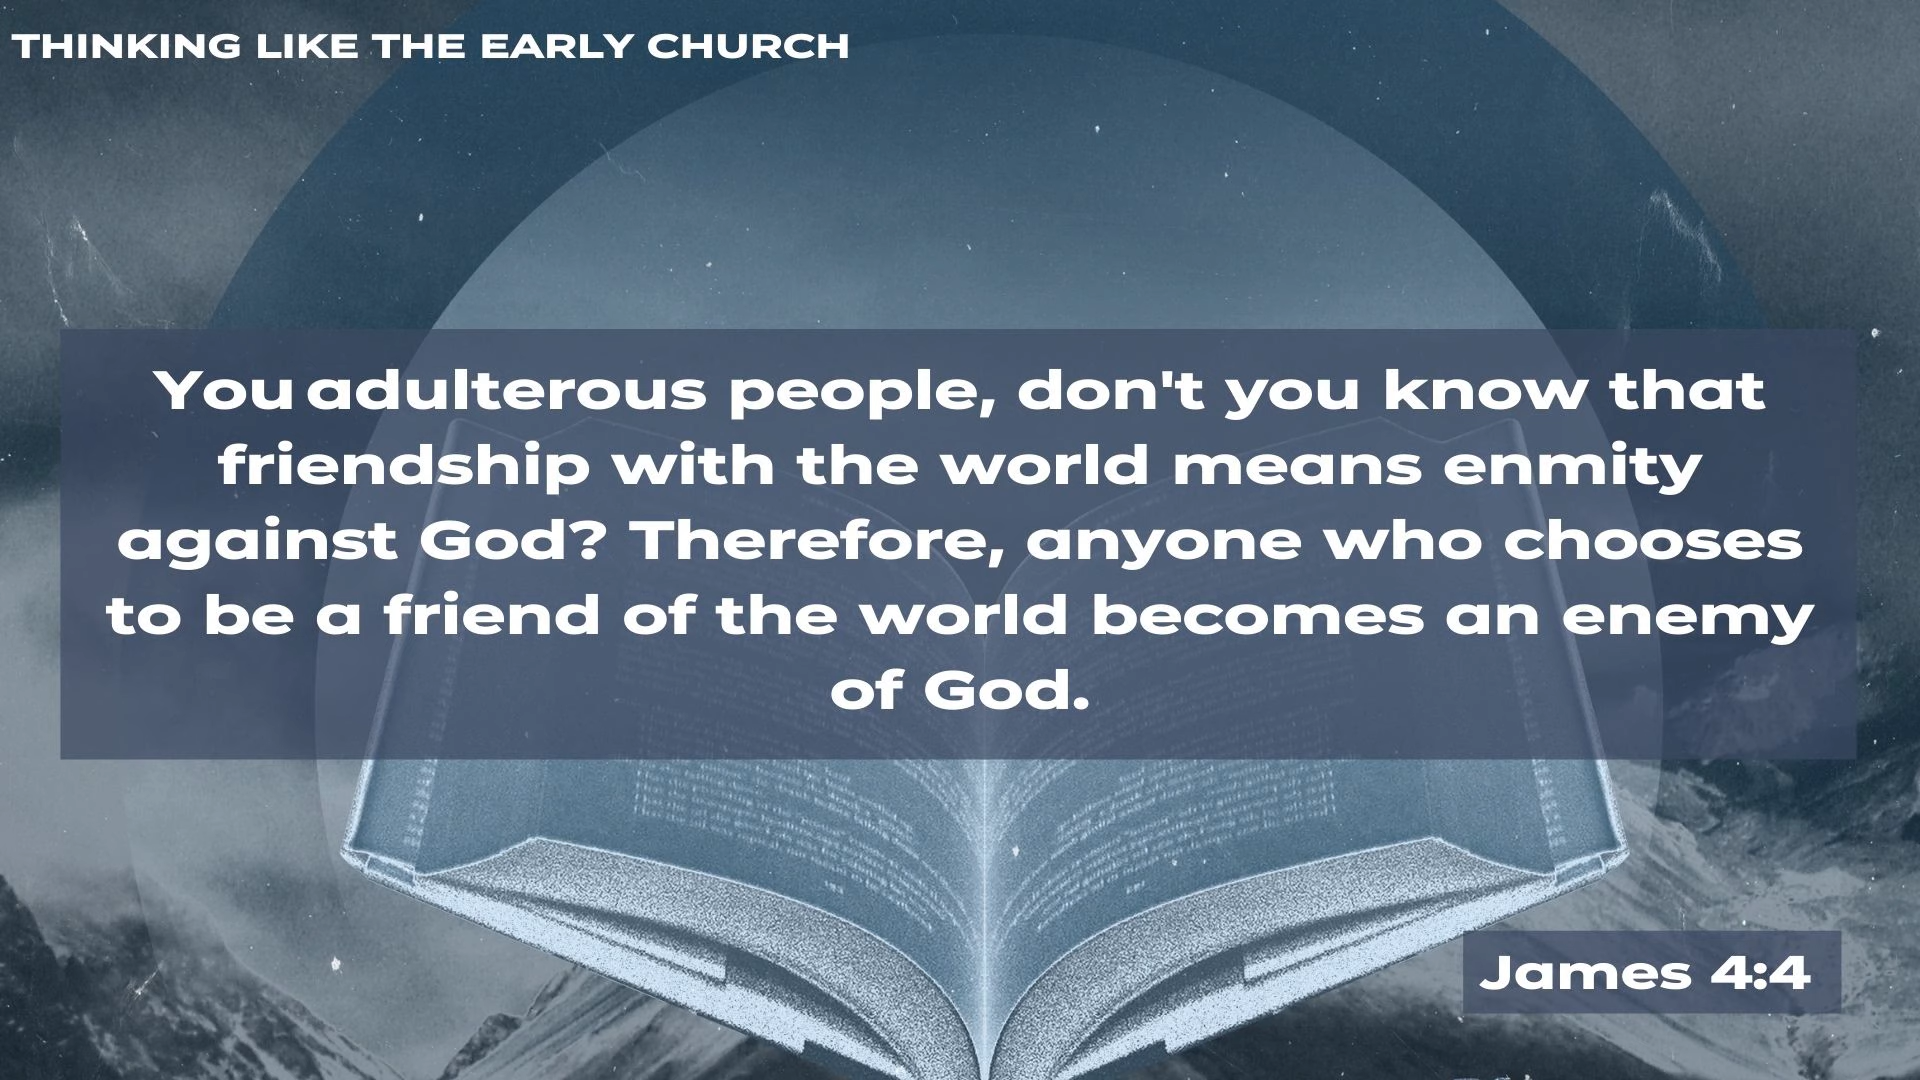 THINKING LIKE THE EARLY CHURCH
You adulterous people, don't you know that
friendship with the world means enmity
against God? Therefore, anyone who chooses
to be a friend of the world becomes an enemy
of God.
James 4:4